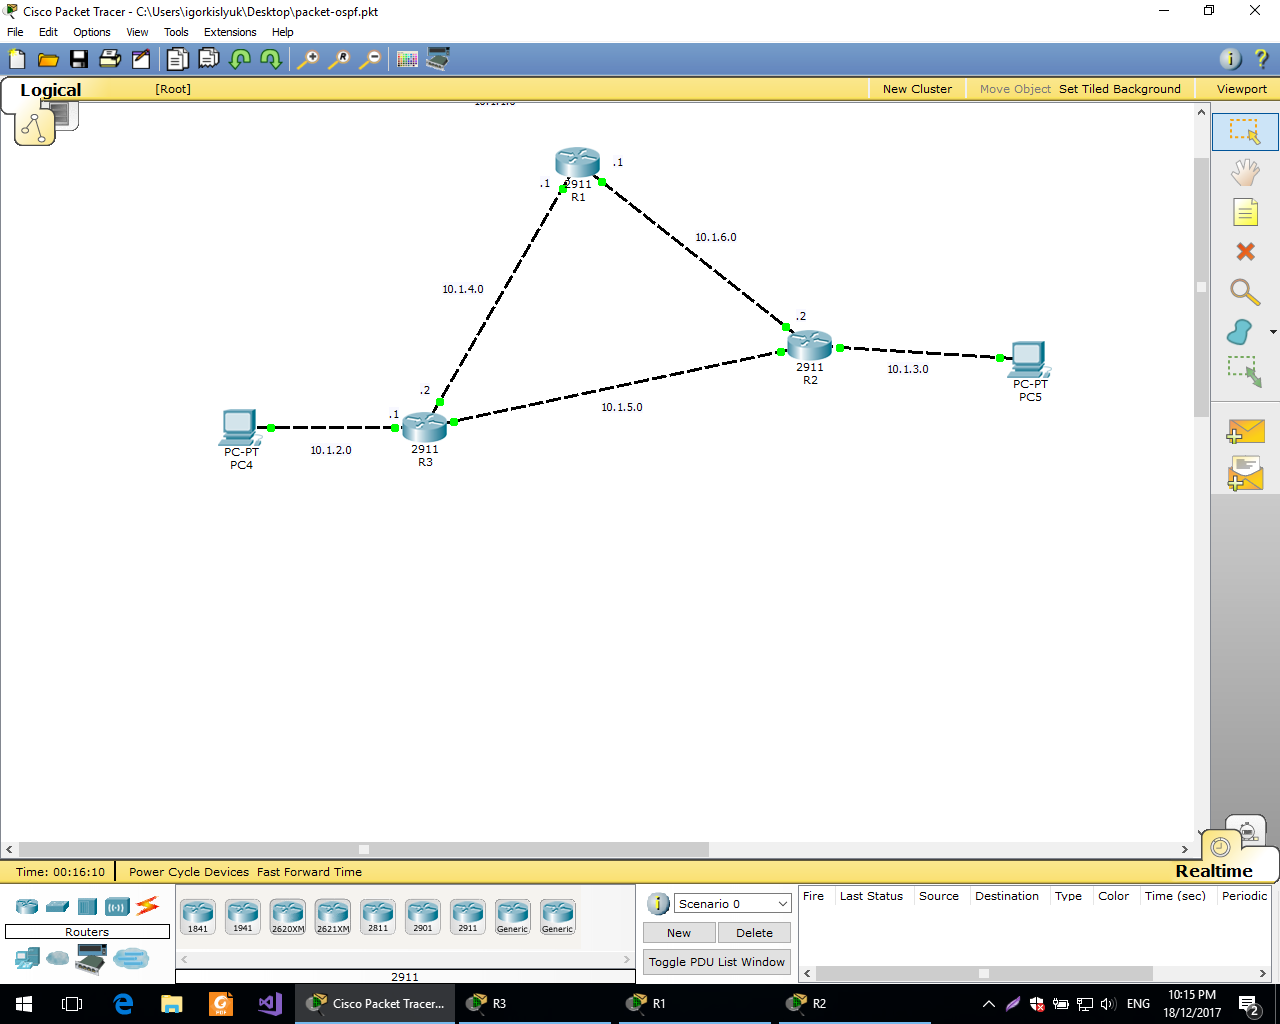 Cisco Packet Tracer - C:\Users\igorkislyuk\Desktop\packet-ospf.pkt
File Edit Options View Tools Extensions Help
Logical [Root] New Cluster Move Object Set Tiled Background Viewport
.1
.1
2911
R1
10.1.6.0
10.1.4.0
.2
2911
R2
10.1.3.0
PC-PT
PC5
.2
10.1.5.0
.1
2911
R3
10.1.2.0
PC-PT
PC4
Time: 00:16:10 Power Cycle Devices Fast Forward Time Realtime
Routers
1841 1941 2620XM 2621XM 2811 2901 2911 Generic Generic
2911
Scenario 0
New Delete
Toggle PDU List Window
Fire Last Status Source Destination Type Color Time (sec) Periodic
Cisco Packet Tracer... R3 R1 R2
ENG
10:15 PM
18/12/2017
2